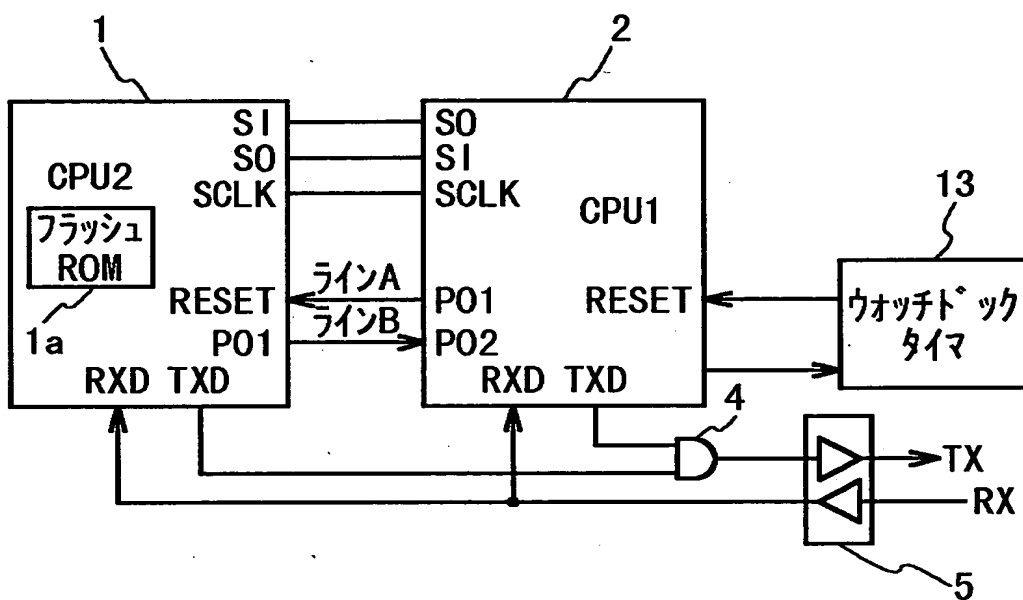 1
2
SI
SO
SO
SI
CPU2
SCLK
SCLK
CPU1
13
フラッシュ
ROM
ラインA
RESET
PO1
RESET
ウォッチドック
タイマ
ラインB
1a
PO1
PO2
RXD TXD
RXD TXD
4
TX
RX
5